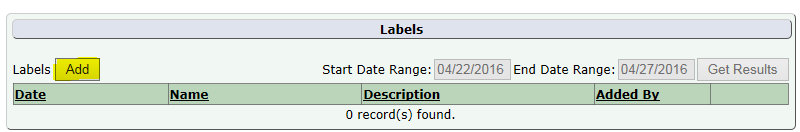 Labels
Labels Add Start Date Range: 04/22/2016 End Date Range: 04/27/2016 Get Results
Date Name Description Added By
0 record(s) found.